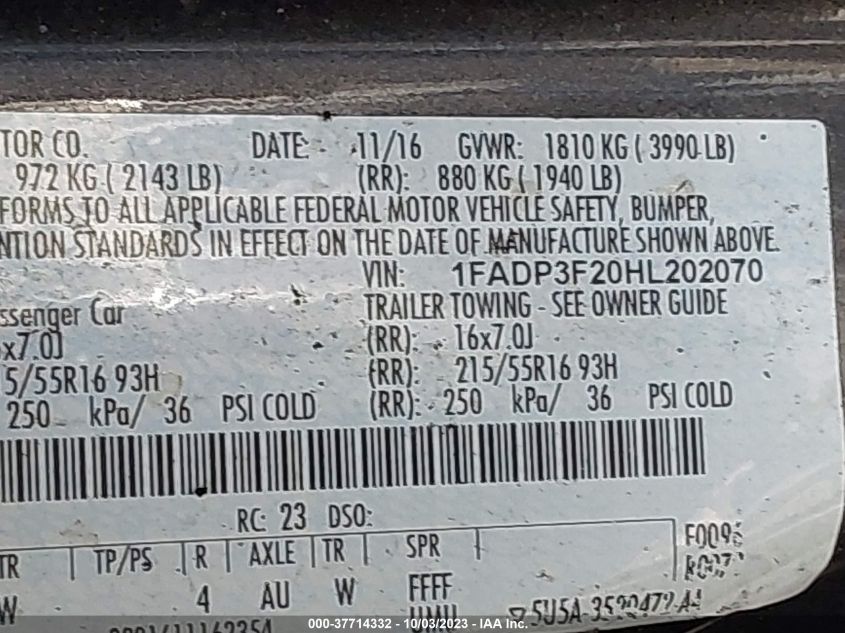 TOR CO. DATE: 11/16 GVWR: 1810 KG ( 3990 LB)
972 KG ( 2143 LB) (RR): 880 KG ( 1940 LB)
FORMS TO ALL APPLICABLE FEDERAL MOTOR VEHICLE SAFETY, BUMPER,
NTION STANDARDS IN EFFECT ON THE DATE OF MANUFACTURE SHOWN ABOVE.
VIN: 1FADP3F20HL202070
ssenger Car TRAILER TOWING - SEE OWNER GUIDE
x7.0J (RR): 16x7.0J
5/55R16 93H (RR): 215/55R16 93H
250 kPa/ 36 PSI COLD (RR): 250 kPa/ 36 PSI COLD
RC: 23 DSO:
TR TP/PS R AXLE TR SPR
W 4 AU W FFFF
UMU
000-37714332 - 10/03/2023 - IAA Inc.